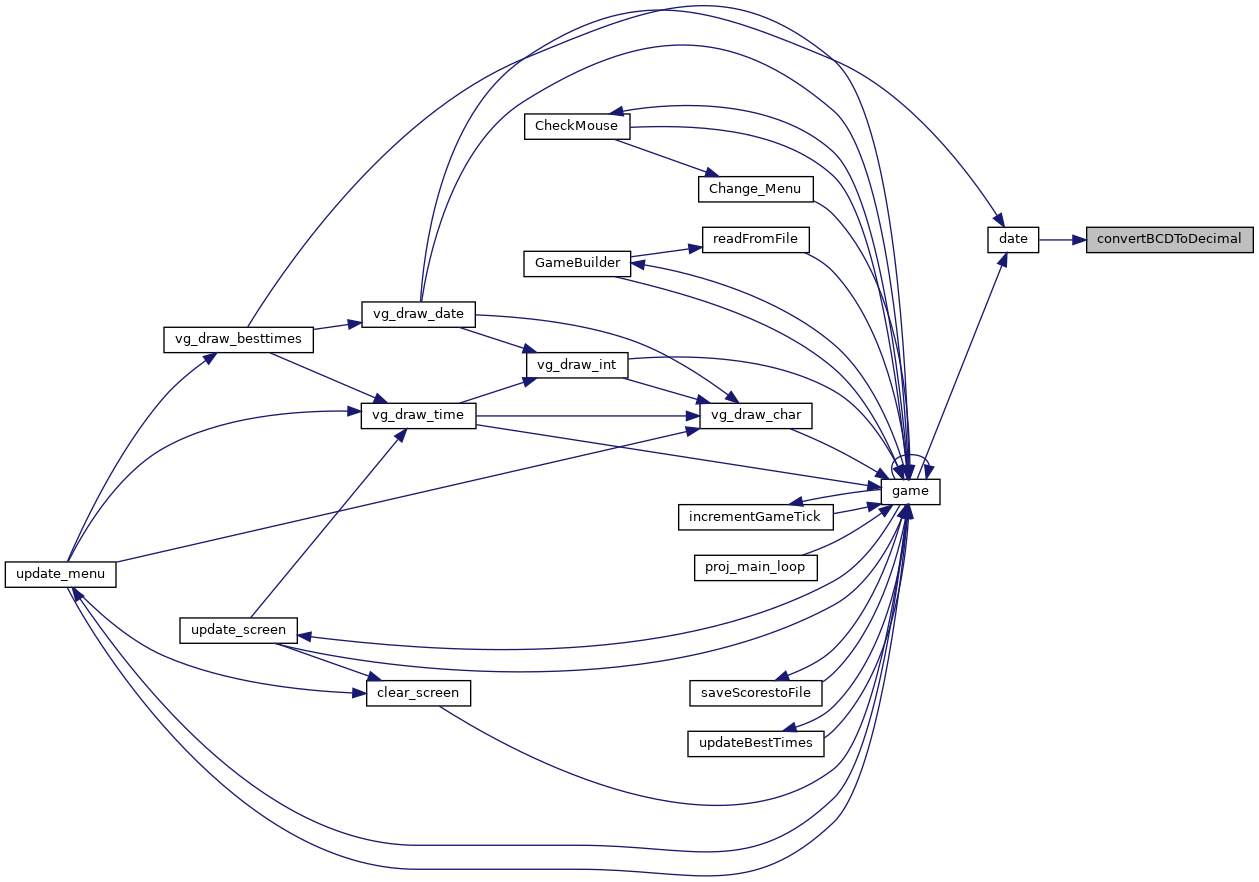 CheckMouse
Change_Menu
readFromFile
date
convertBCDToDecimal
GameBuilder
vg_draw_date
vg_draw_besttimes
vg_draw_int
vg_draw_time
vg_draw_char
game
incrementGameTick
proj_main_loop
update_menu
update_screen
clear_screen
saveScorestoFile
updateBestTimes